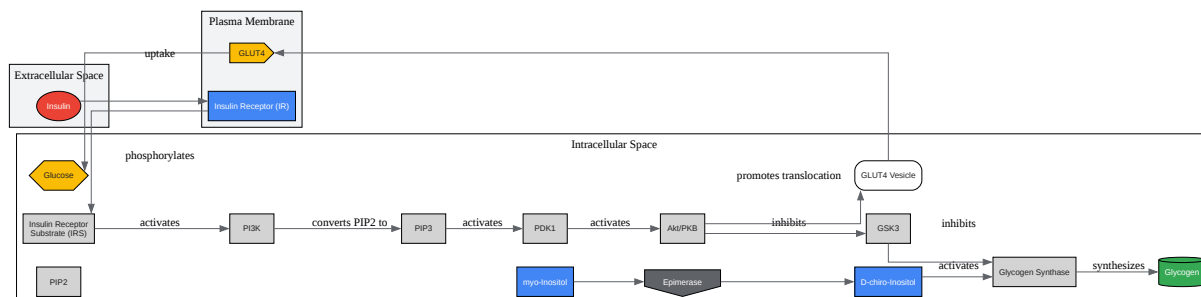 Plasma Membrane
GLUT4
uptake
Extracellular Space
Insulin
Insulin Receptor (IR)
Intracellular Space
phosphorylates
Glucose
promotes translocation
GLUT4 Vesicle
Insulin Receptor
Substrate (IRS)
activates
PI3K
converts PIP2 to
PIP3
activates
PDK1
activates
Akt/PKB
inhibits
GSK3
inhibits
PIP2
myo-Inositol
Epimerase
D-chiro-Inositol
activates
Glycogen Synthase
synthesizes
Glycogen